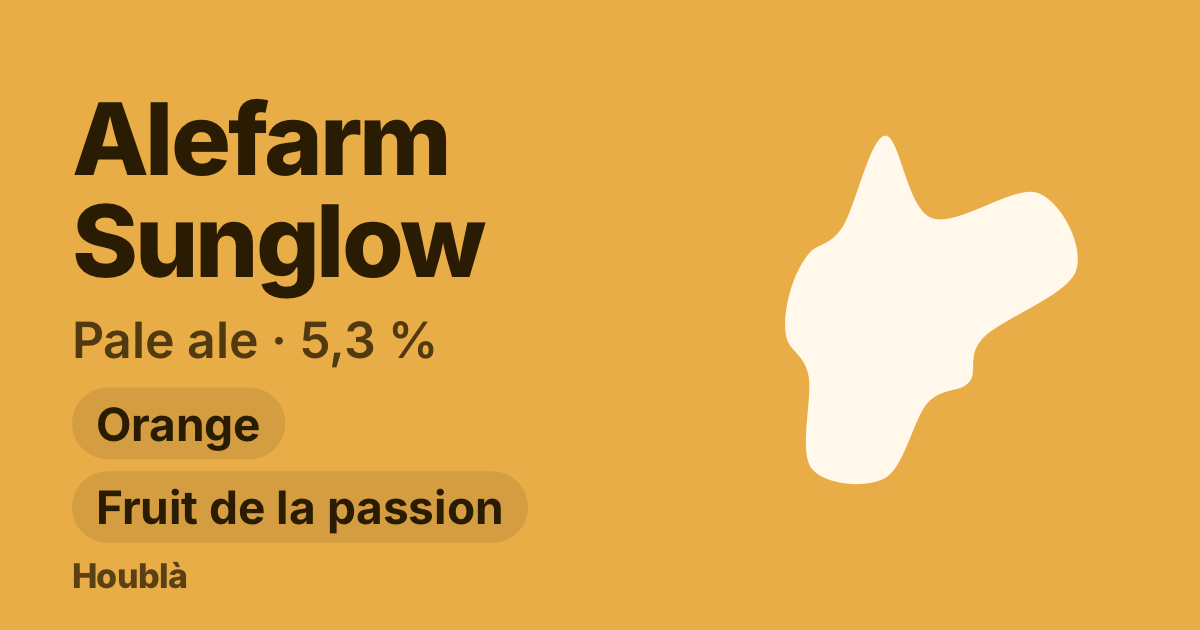 Alefarm
Sunglow
Pale ale · 5,3 %
Orange
Fruit de la passion
Houblà